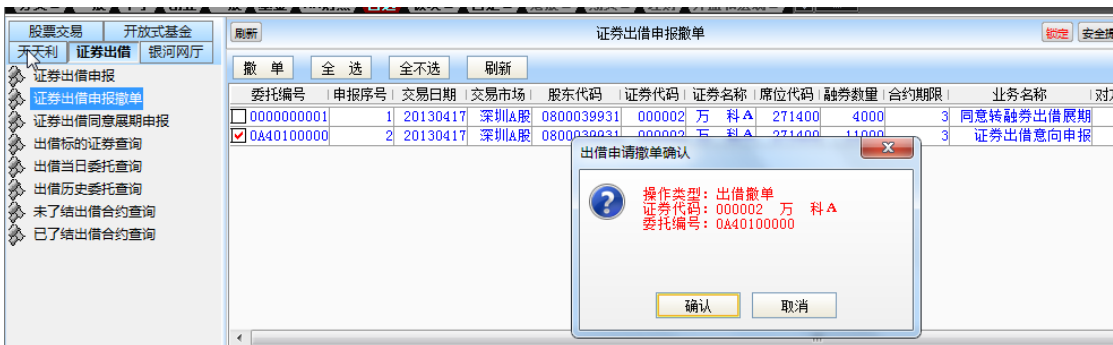 股票交易 开放式基金
天天利 证券出借 银河网厅
证券出借申报
证券出借申报撤单
证券出借同意展期申报
出借标的证券查询
出借当日委托查询
出借历史委托查询
未了结出借合约查询
已了结出借合约查询
刷新 证券出借申报撤单 锁定
撤 单 全 选 全不选 刷新
委托编号 申报序号 交易日期 交易市场 股东代码 证券代码 证券名称 席位代码 融券数量 合约期限 业务名称
0000000001 1 20130417 深圳A股 0800039931 000002 万 科A 271400 4000 3 同意转融券出借展期
0A40100000 2 20130417 深圳A股 0800039931 000002 万 科A 271400 11000 3 证券出借意向申报
出借申请撤单确认
操作类型: 出借撤单
证券代码: 000002 万 科A
委托编号: 0A40100000
确认 取消